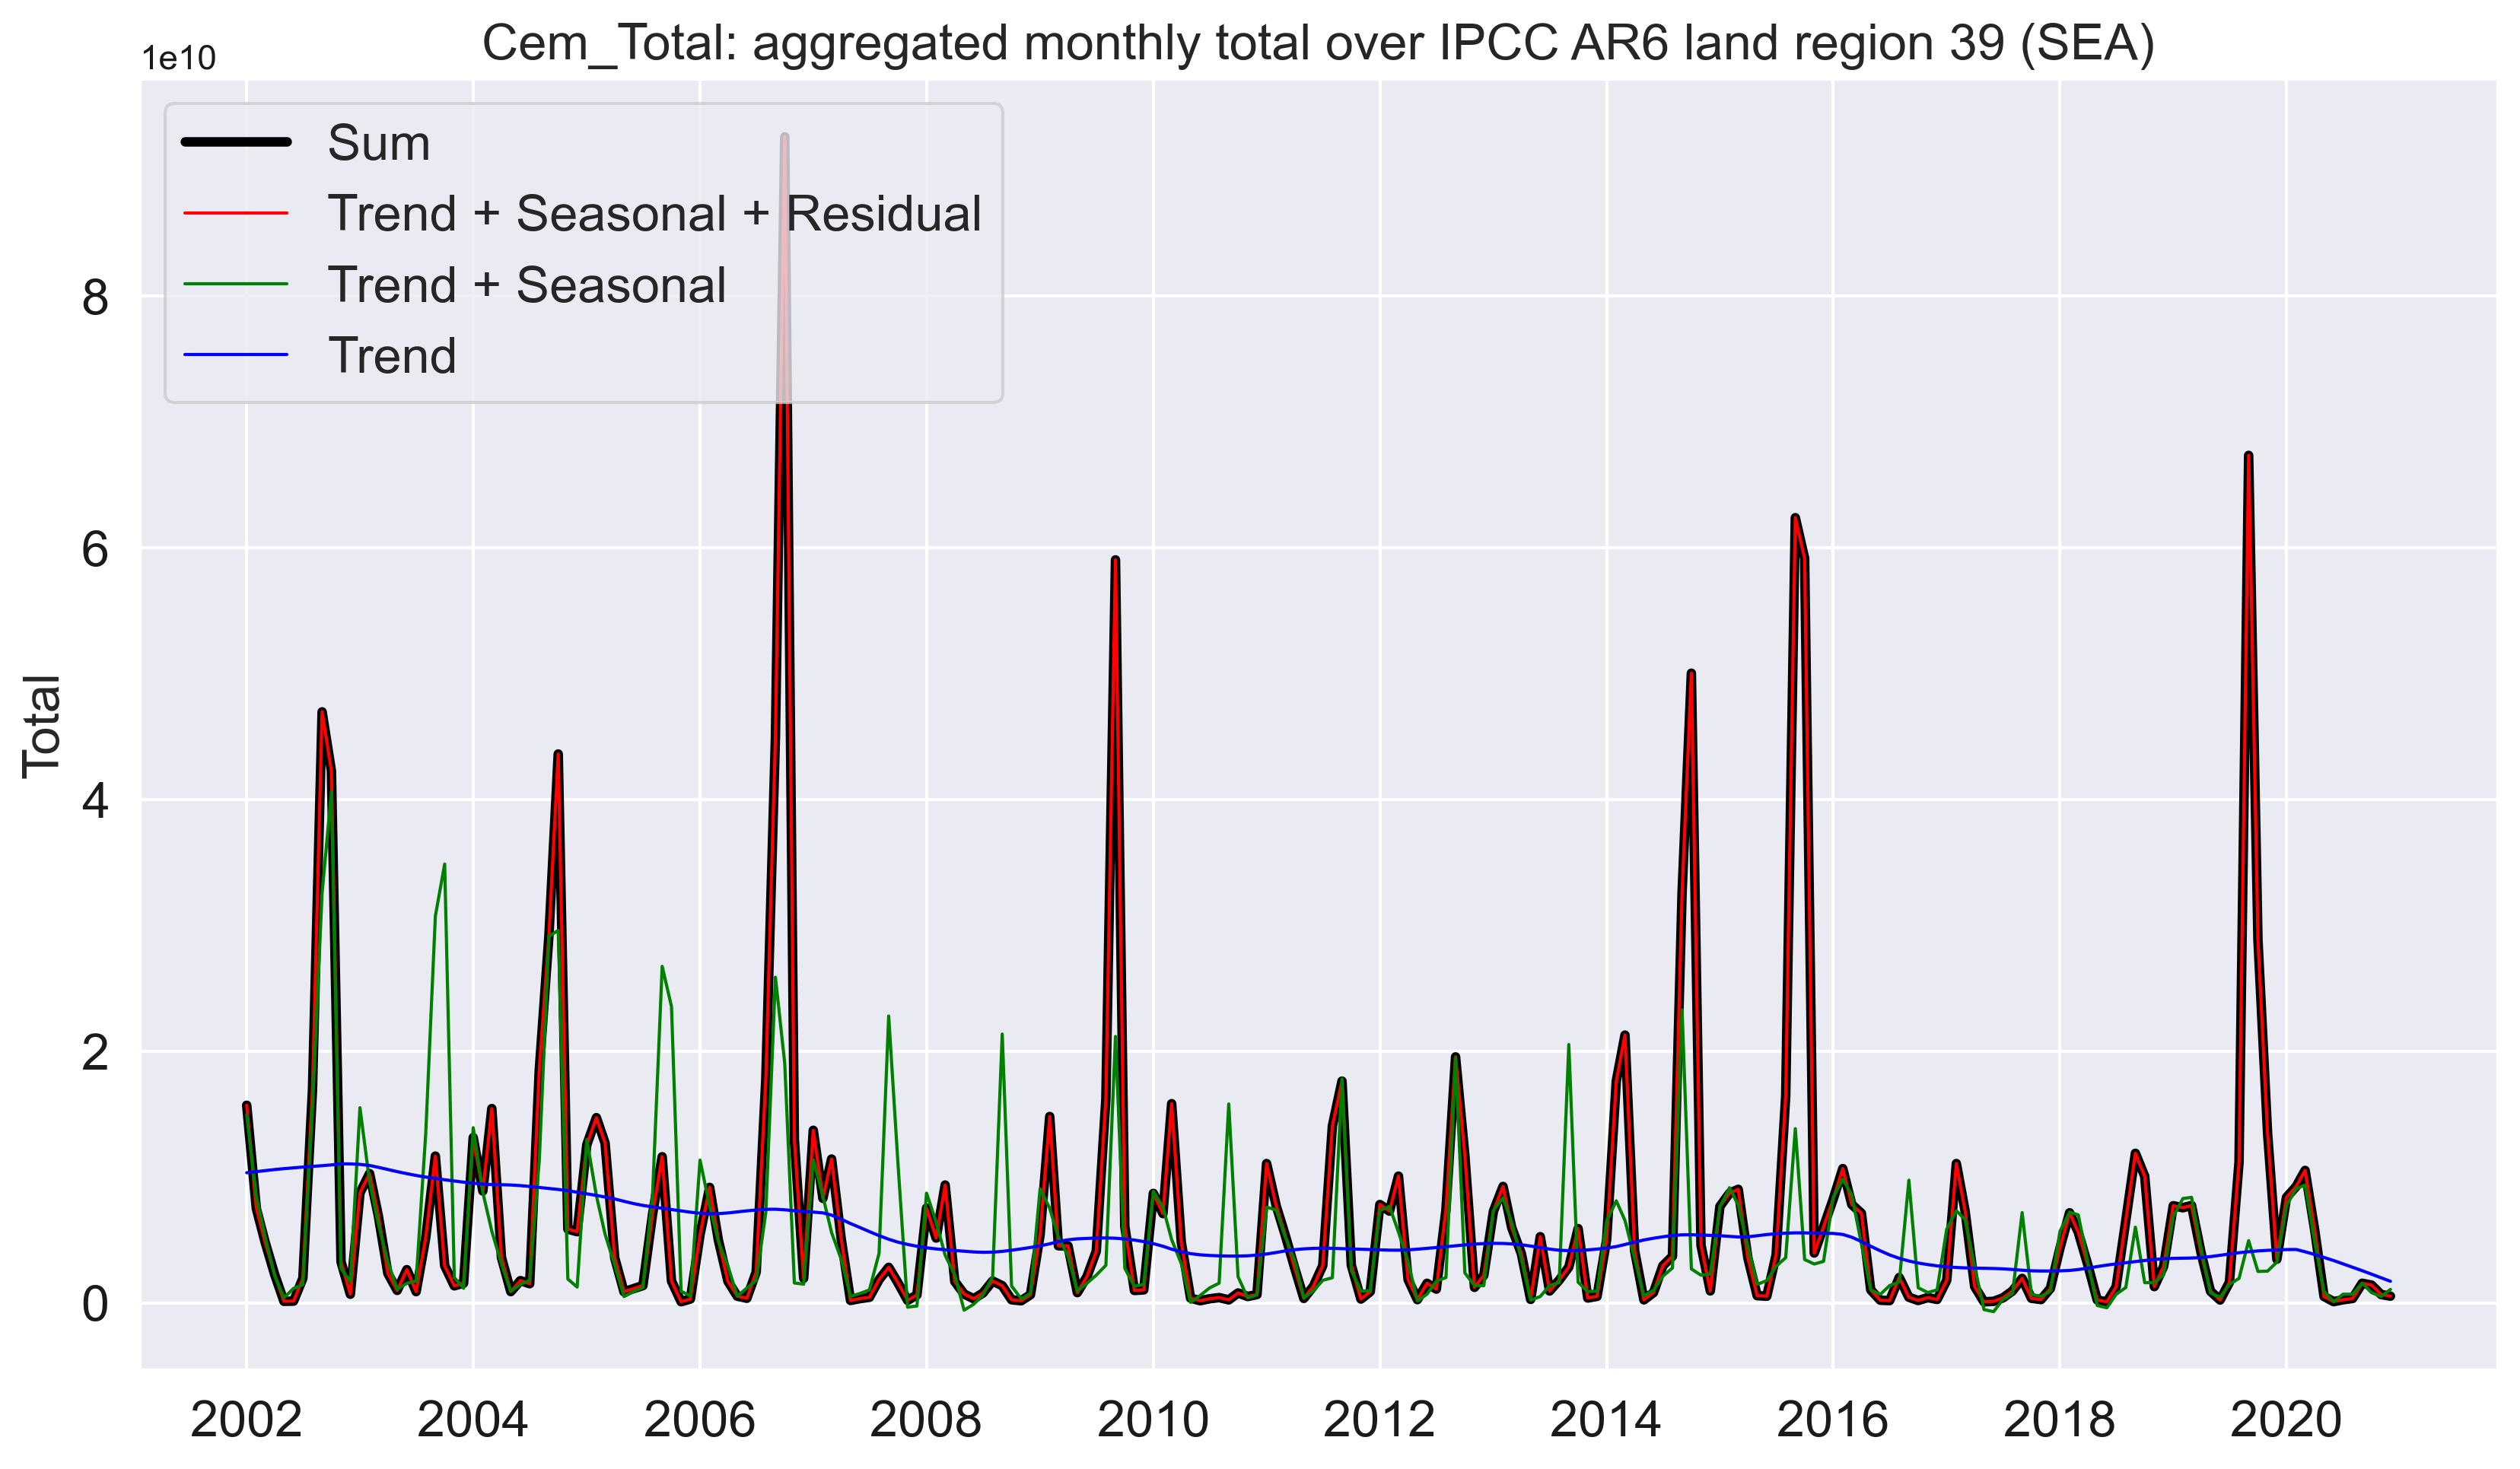 Cem_Total: aggregated monthly total over IPCC AR6 land region 39 (SEA)
1e10
Sum
Trend + Seasonal + Residual
Trend + Seasonal
Trend
8
6
4
2
0
Total
2002 2004 2006 2008 2010 2012 2014 2016 2018 2020